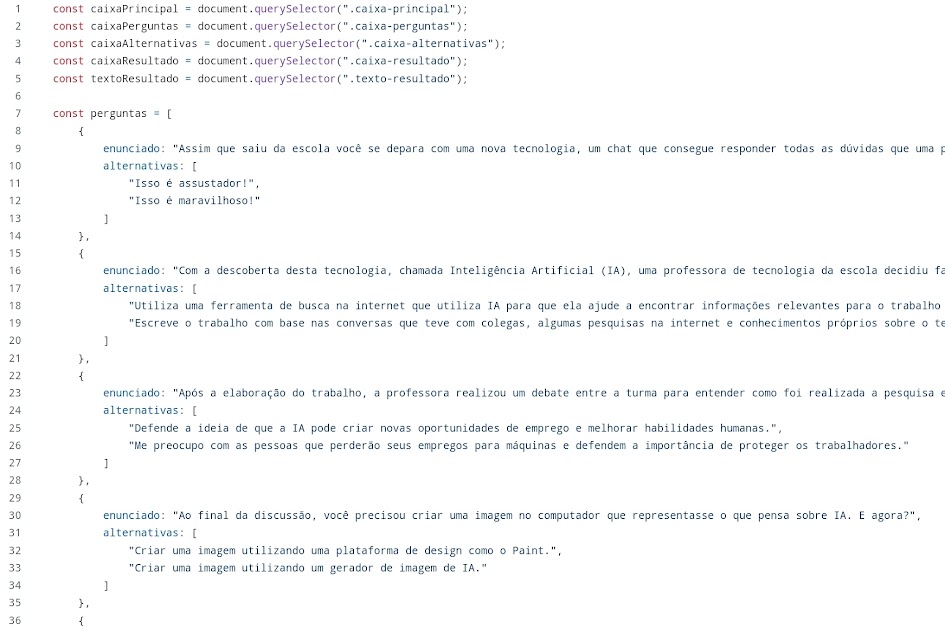 1 const caixaPrincipal = document.querySelector(".caixa-principal");
2 const caixaPerguntas = document.querySelector(".caixa-perguntas");
3 const caixaAlternativas = document.querySelector(".caixa-alternativas");
4 const caixaResultado = document.querySelector(".caixa-resultado");
5 const textoResultado = document.querySelector(".texto-resultado");
6
7 const perguntas = [
8 {
9 enunciado: "Assim que saiu da escola você se depara com uma nova tecnologia, um chat que consegue responder todas as dúvidas que uma p
10 alternativas: [
11 "Isso é assustador!",
12 "Isso é maravilhoso!"
13 ]
14 },
15 {
16 enunciado: "Com a descoberta desta tecnologia, chamada Inteligência Artificial (IA), uma professora de tecnologia da escola decidiu fa
17 alternativas: [
18 "Utiliza uma ferramenta de busca na internet que utiliza IA para que ela ajude a encontrar informações relevantes para o trabalho
19 "Escreve o trabalho com base nas conversas que teve com colegas, algumas pesquisas na internet e conhecimentos próprios sobre o te
20 ]
21 },
22 {
23 enunciado: "Após a elaboração do trabalho, a professora realizou um debate entre a turma para entender como foi realizada a pesquisa e
24 alternativas: [
25 "Defende a ideia de que a IA pode criar novas oportunidades de emprego e melhorar habilidades humanas.",
26 "Me preocupo com as pessoas que perderão seus empregos para máquinas e defendem a importância de proteger os trabalhadores."
27 ]
28 },
29 {
30 enunciado: "Ao final da discussão, você precisou criar uma imagem no computador que representasse o que pensa sobre IA. E agora?",
31 alternativas: [
32 "Criar uma imagem utilizando uma plataforma de design como o Paint.",
33 "Criar uma imagem utilizando um gerador de imagem de IA."
34 ]
35 },
36 {